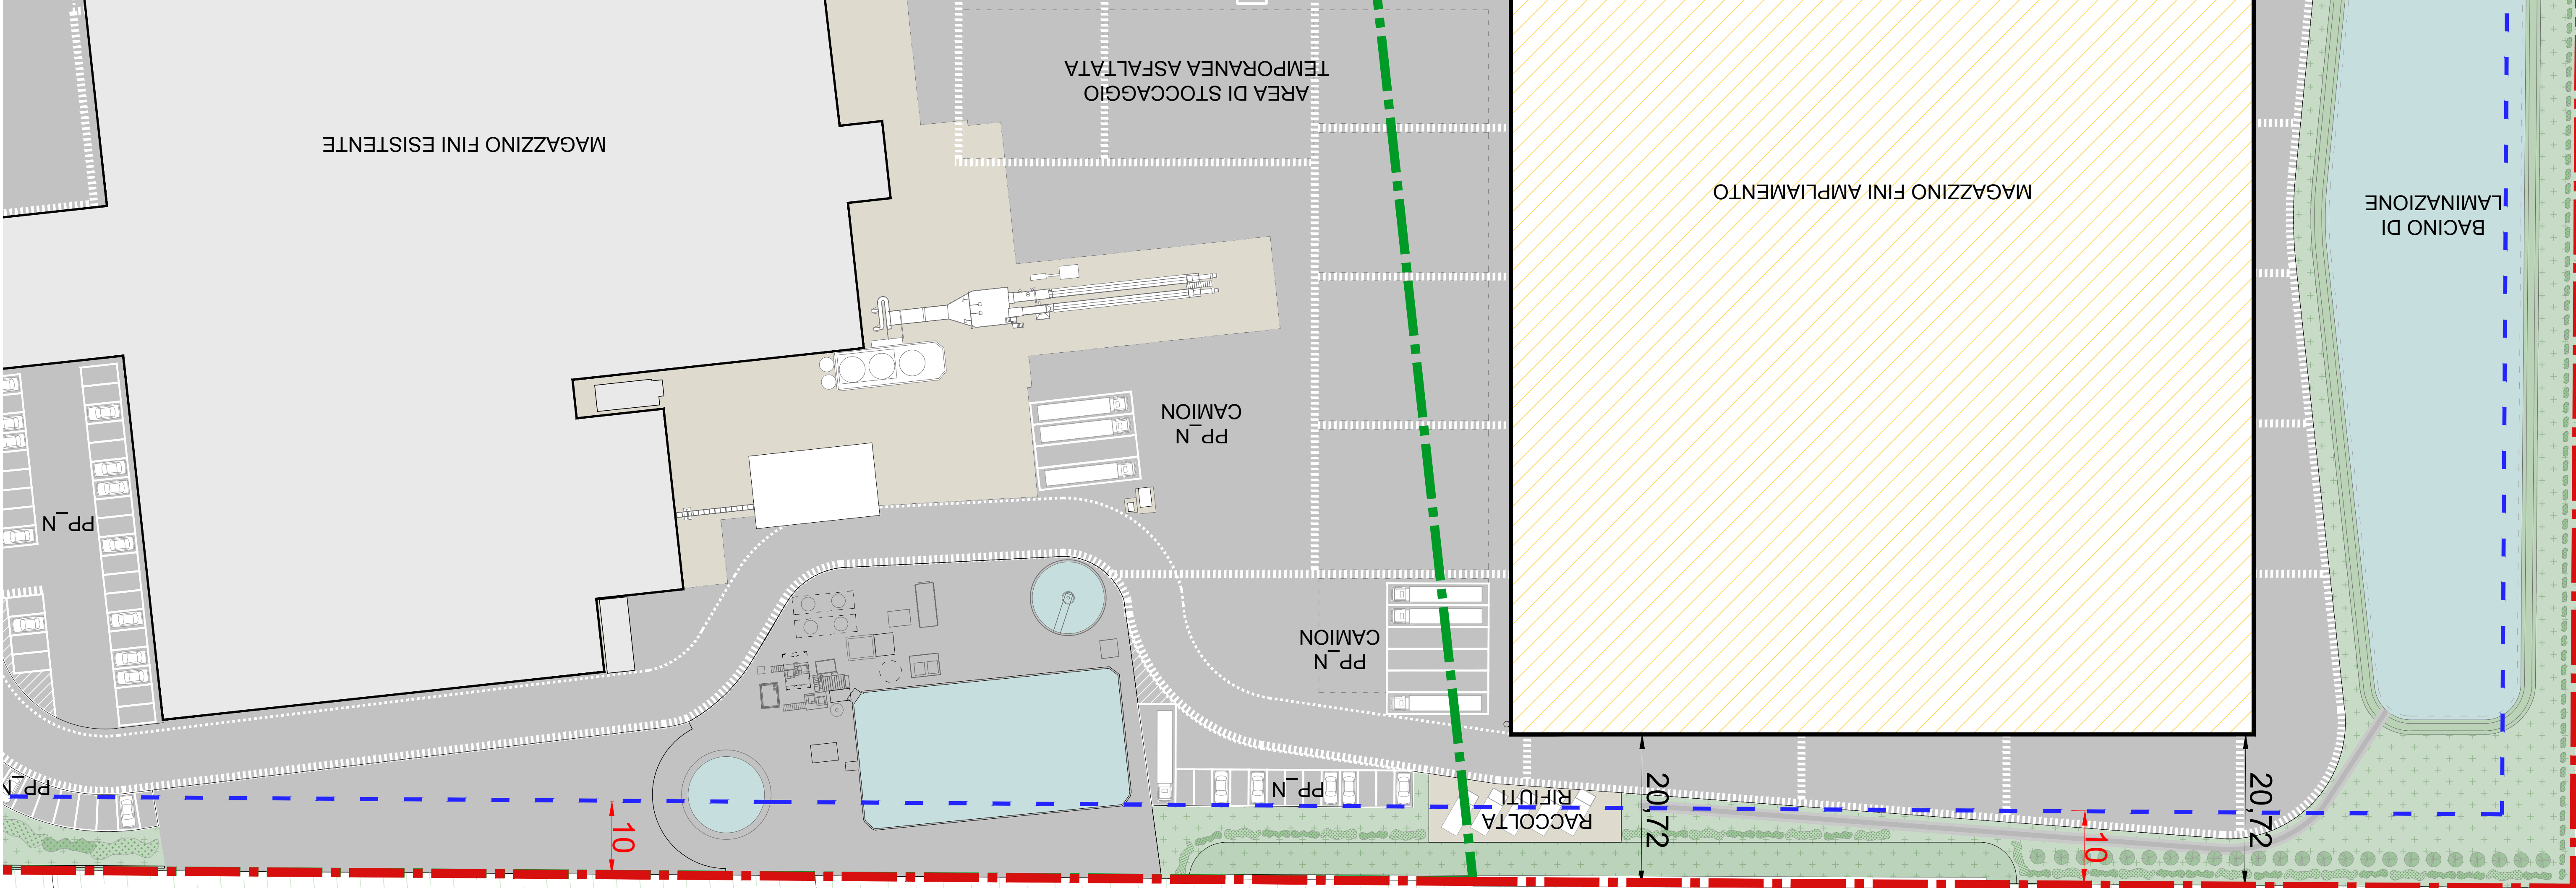 10
20,72
20,72
10
RACCOLTA
RIFIUTI
PP_N
PP_N
PP_N
CAMION
PP_N
PP_N
CAMION
BACINO DI
LAMINAZIONE
MAGAZZINO FINI AMPLIAMENTO
MAGAZZINO FINI ESISTENTE
AREA DI STOCCAGGIO
TEMPORANEA ASFALTATA